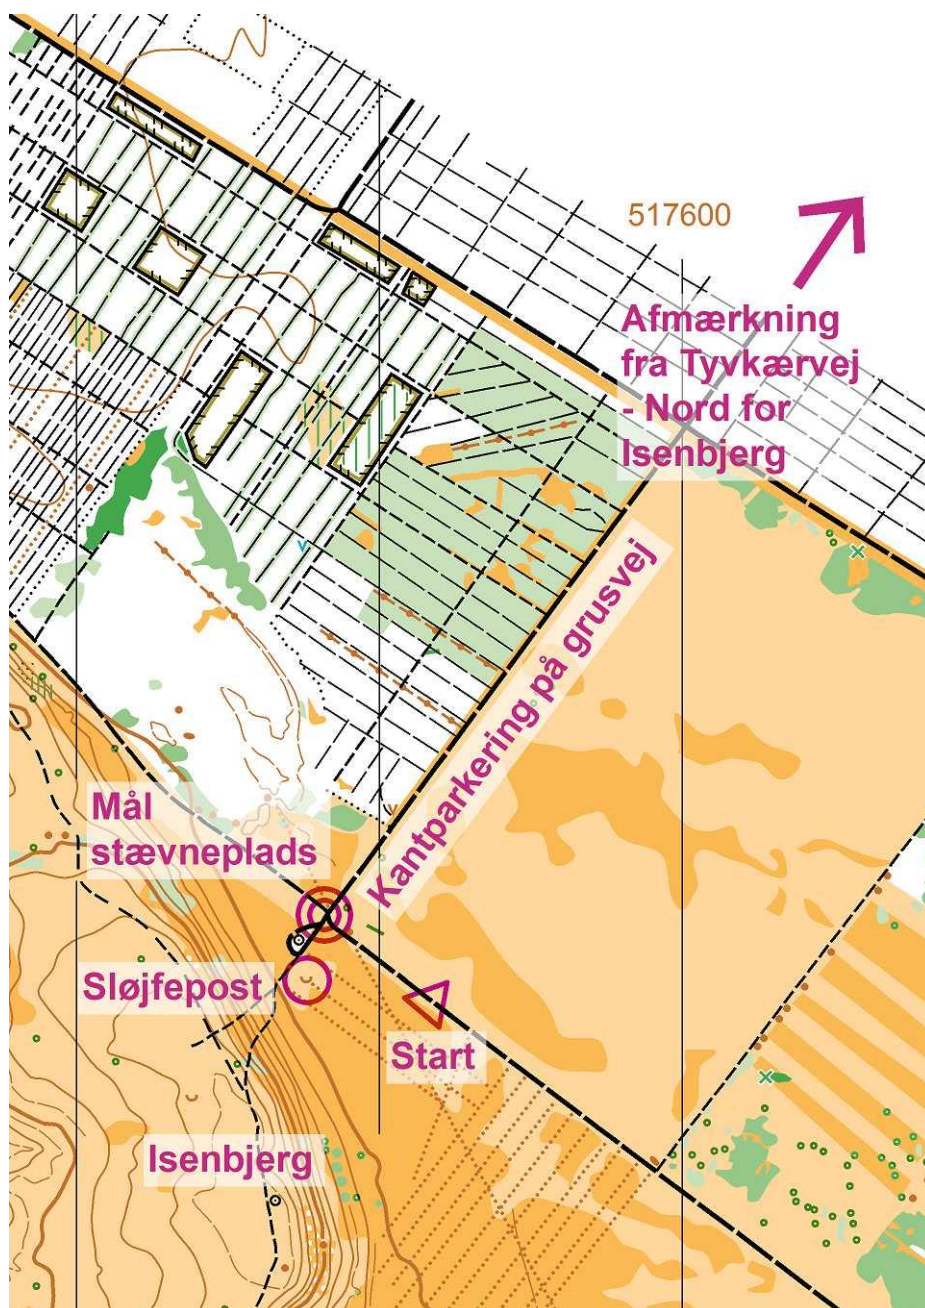 517600
Afmærkning
fra Tyvkærvej
- Nord for
Isenbjerg
Kantparkering på grusvej
Mål
stævneplads
Sløjfepost
Start
Isenbjerg